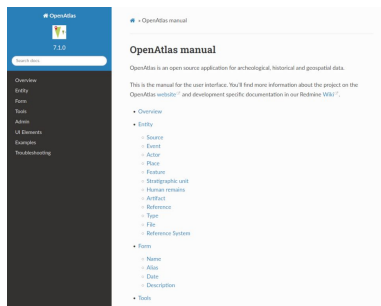 OpenAtlas
7.1.0
Search docs
Overview
Entity
Form
Tools
Admin
UI Elements
Examples
Troubleshooting
» OpenAtlas manual
OpenAtlas manual
OpenAtlas is an open source application for archeological, historical and geospatial data.
This is the manual for the user interface. You'll find more information about the project on the
OpenAtlas website and development specific documentation in our Redmine Wiki.
• Overview
• Entity
○ Source
○ Event
○ Actor
○ Place
○ Feature
○ Stratigraphic unit
○ Human remains
○ Artifact
○ Reference
○ Type
○ File
○ Reference System
• Form
○ Name
○ Alias
○ Date
○ Description
• Tools